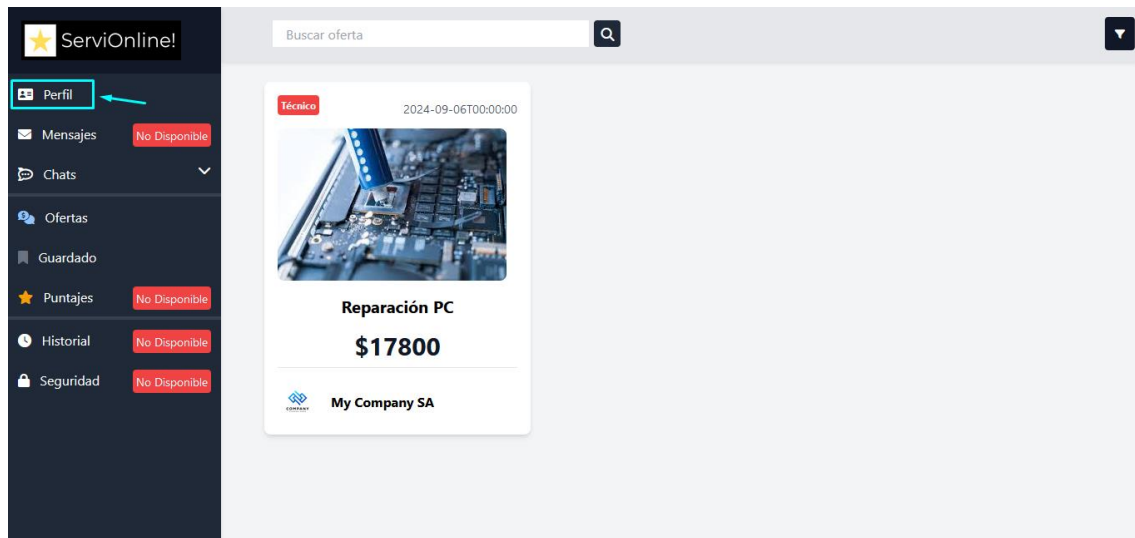 ServiOnline!
Buscar oferta
Perfil
Mensajes No Disponible
Chats
Ofertas
Guardado
Puntajes No Disponible
Historial No Disponible
Seguridad No Disponible
Técnico 2024-09-06T00:00:00
Reparación PC
$17800
COMPANY
My Company SA